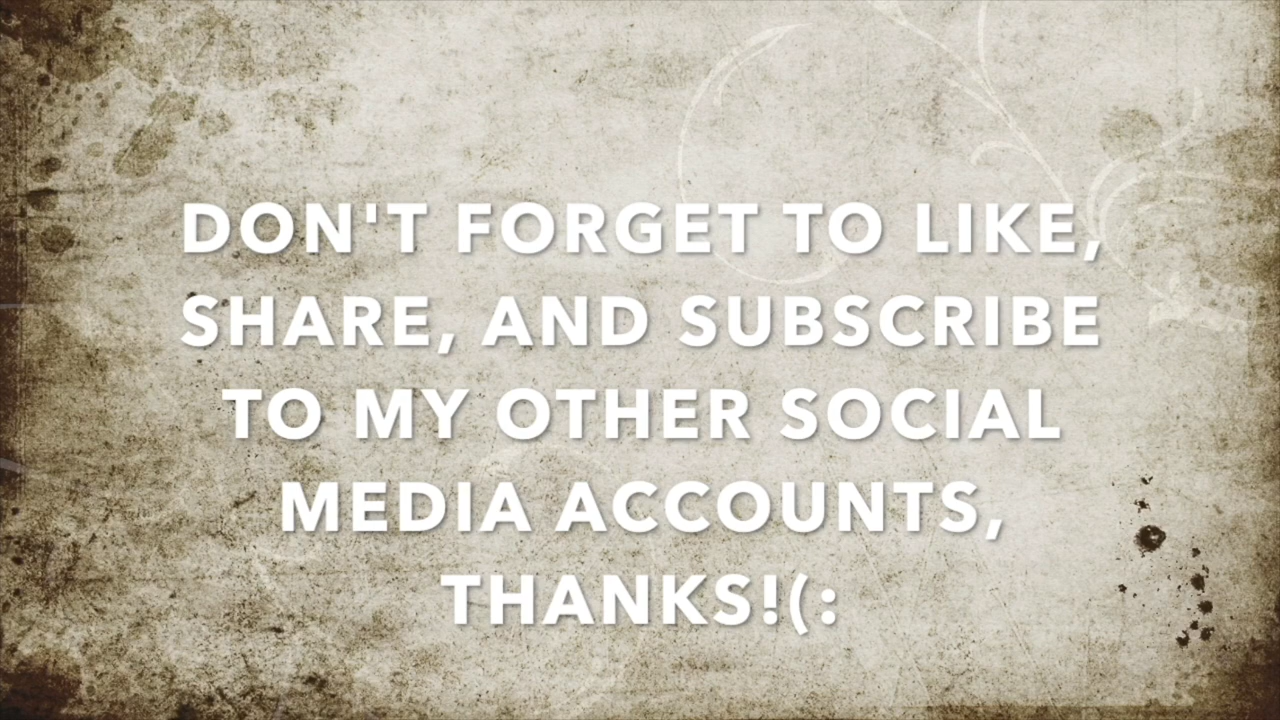 DON'T FORGET TO LIKE,
SHARE, AND SUBSCRIBE
TO MY OTHER SOCIAL
MEDIA ACCOUNTS,
THANKS!(: